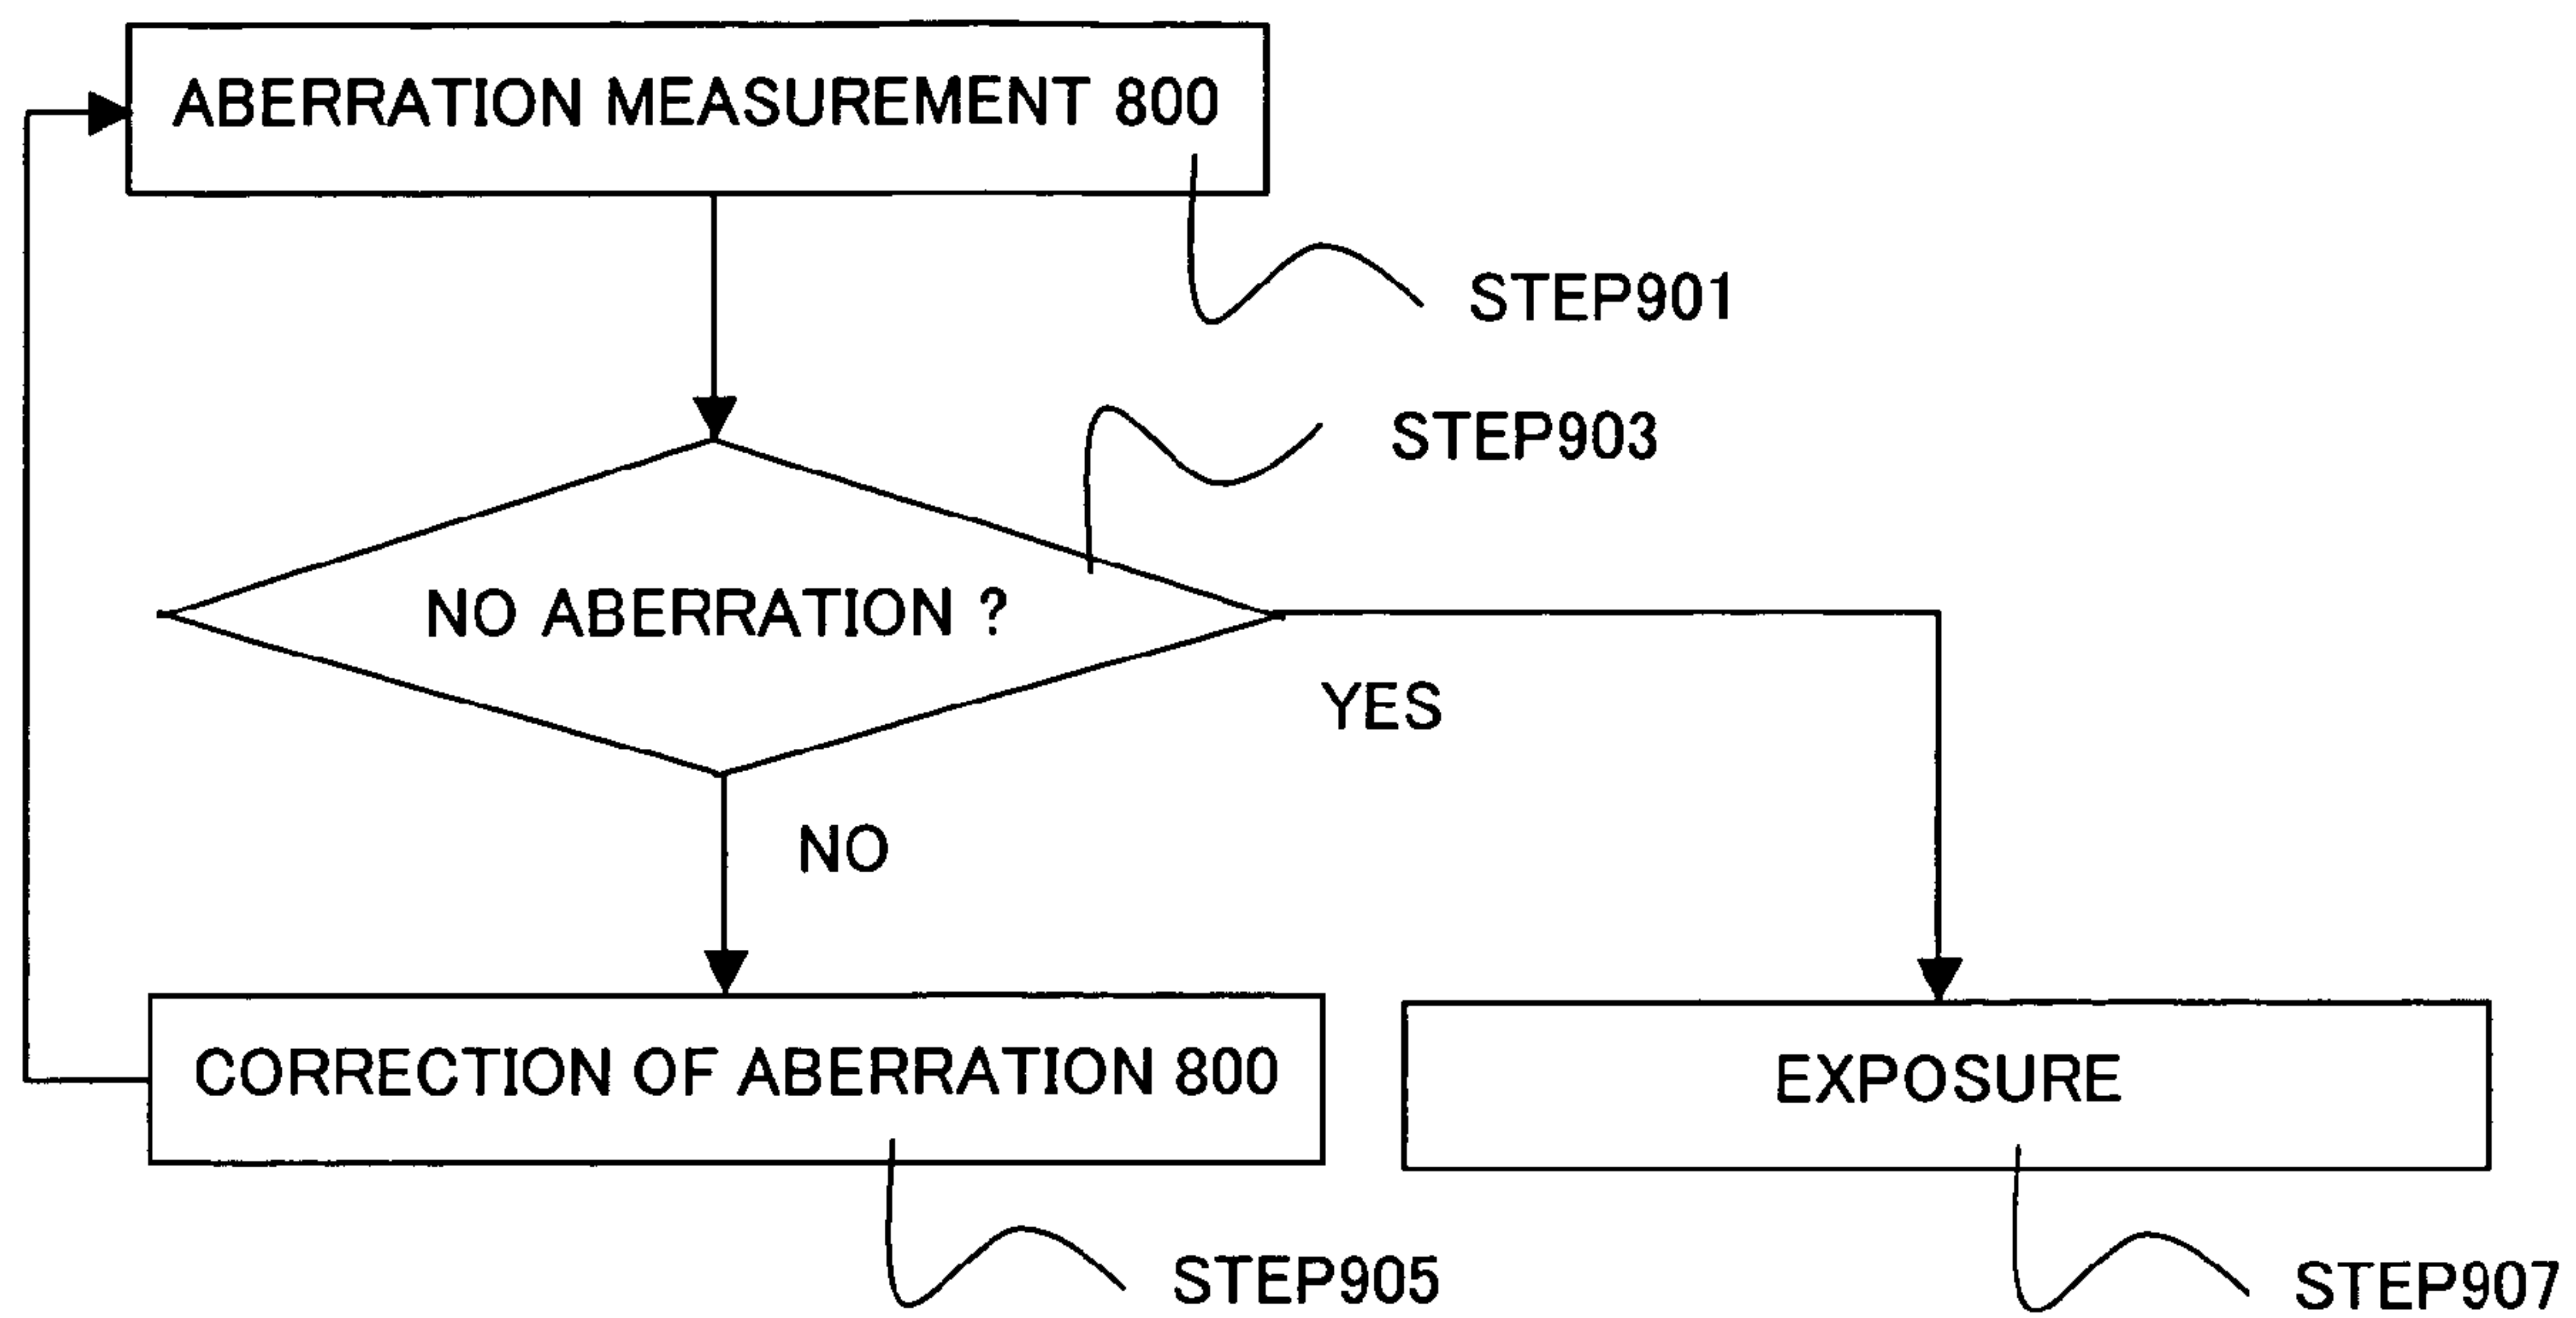 ABERRATION MEASUREMENT 800
STEP901
STEP903
NO ABERRATION ?
YES
NO
CORRECTION OF ABERRATION 800
EXPOSURE
STEP905
STEP907